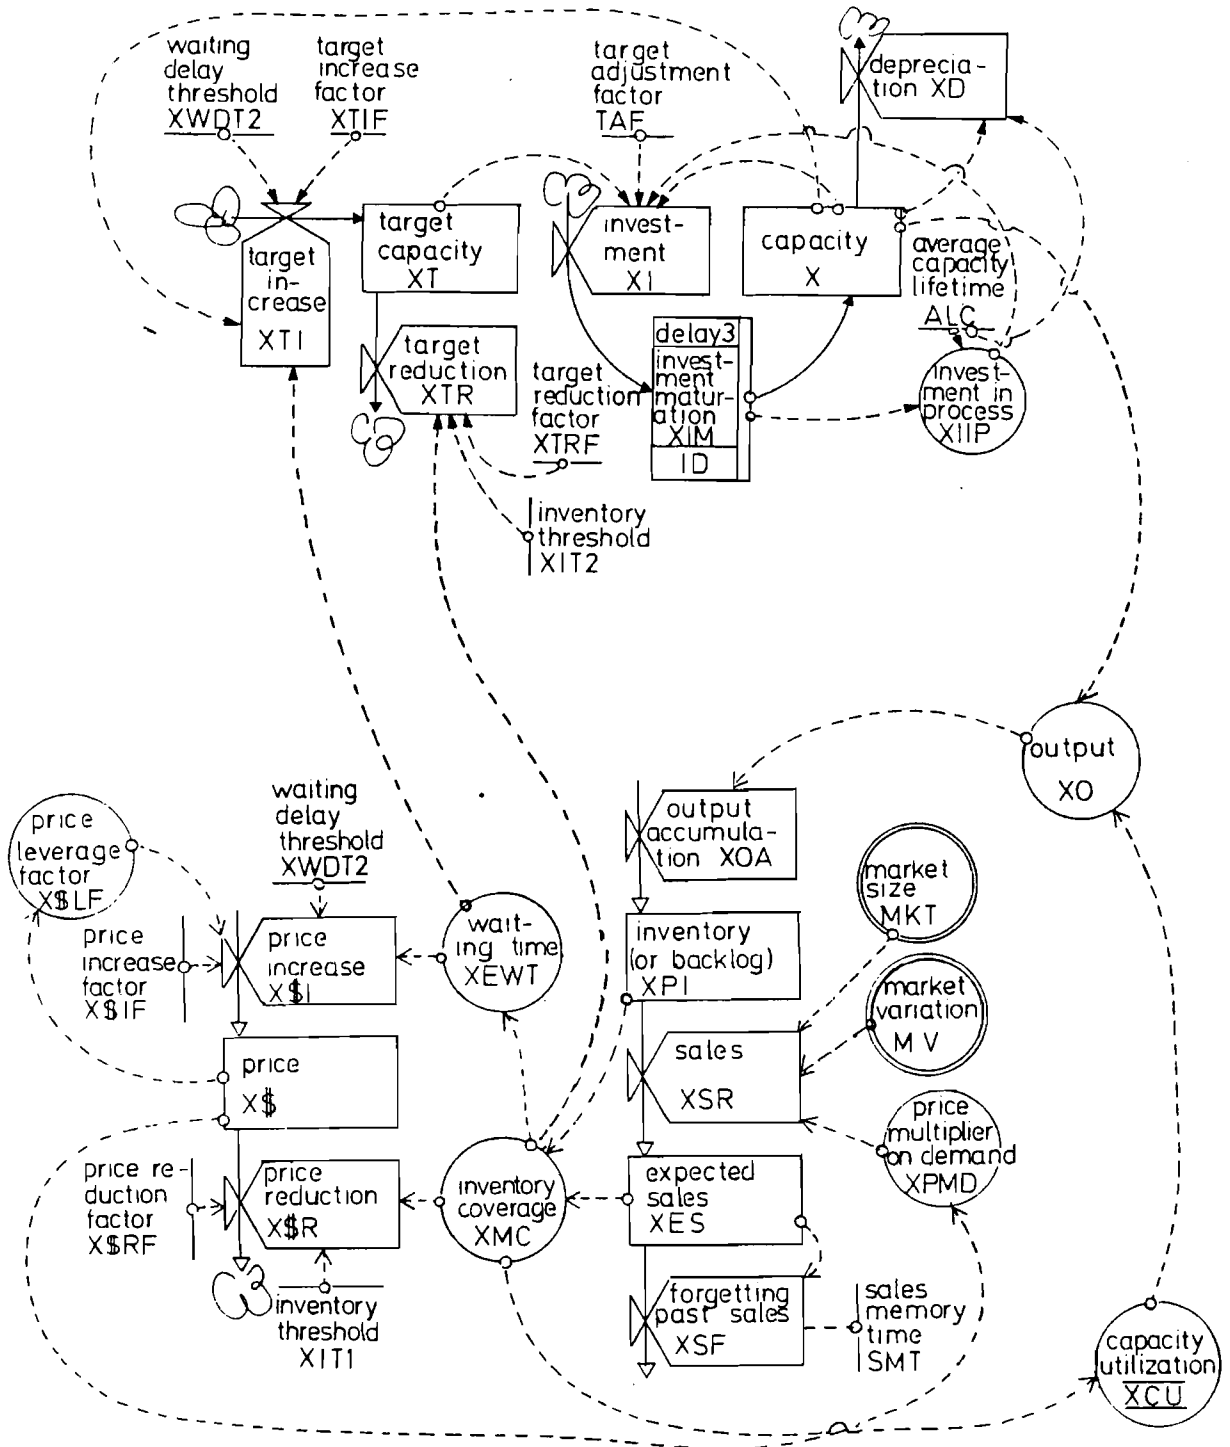 waiting
delay
threshold
XWDT2
target
increase
factor
XTIF
target
adjustment
factor
TAF
deprecia-
tion XD
target
in-
crease
XTI
target
capacity
XT
invest-
ment
XI
capacity
X
average
capacity
lifetime
ALC
target
reduction
XTR
target
reduction
factor
XTRF
delay3
invest-
ment
matur-
ation
XIM
ID
invest-
ment in
process
XIIP
inventory
threshold
XIT2
output
XO
price
leverage
factor
X$LF
waiting
delay
threshold
XWDT2
output
accumula-
tion XOA
market
size
MKT
price
increase
factor
X$IF
price
increase
X$I
wait-
ing time
XEWT
inventory
(or backlog)
XPI
market
variation
MV
price
X$
sales
XSR
price
multiplier
on demand
XPMD
price re-
duction
factor
X$RF
price
reduction
X$R
inventory
coverage
XMC
expected
sales
XES
inventory
threshold
XIT1
forgetting
past sales
XSF
sales
memory
time
SMT
capacity
utilization
XCU